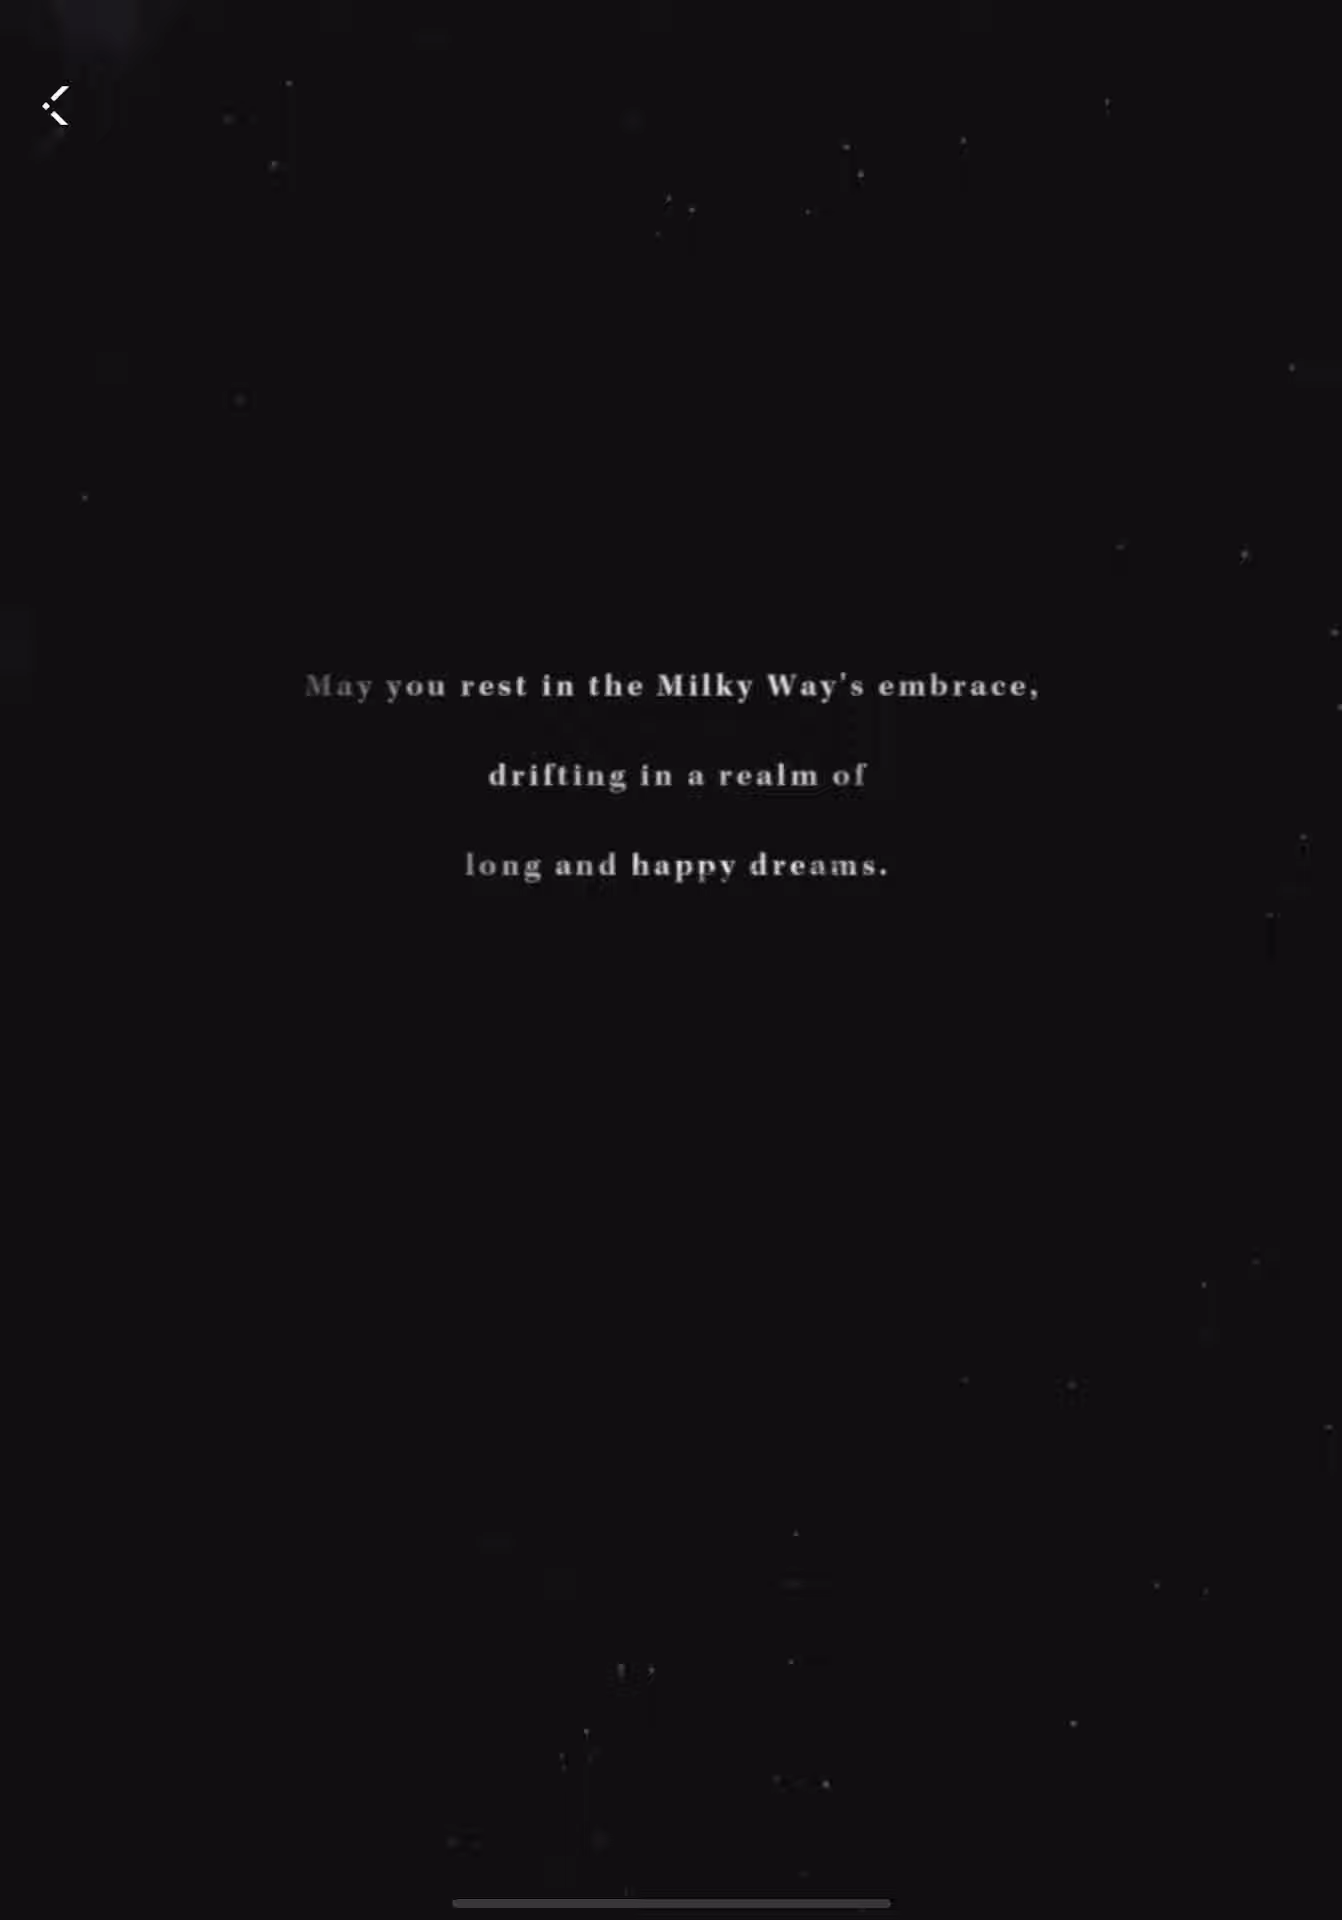 May you rest in the Milky Way's embrace,
drifting in a realm of
long and happy dreams.